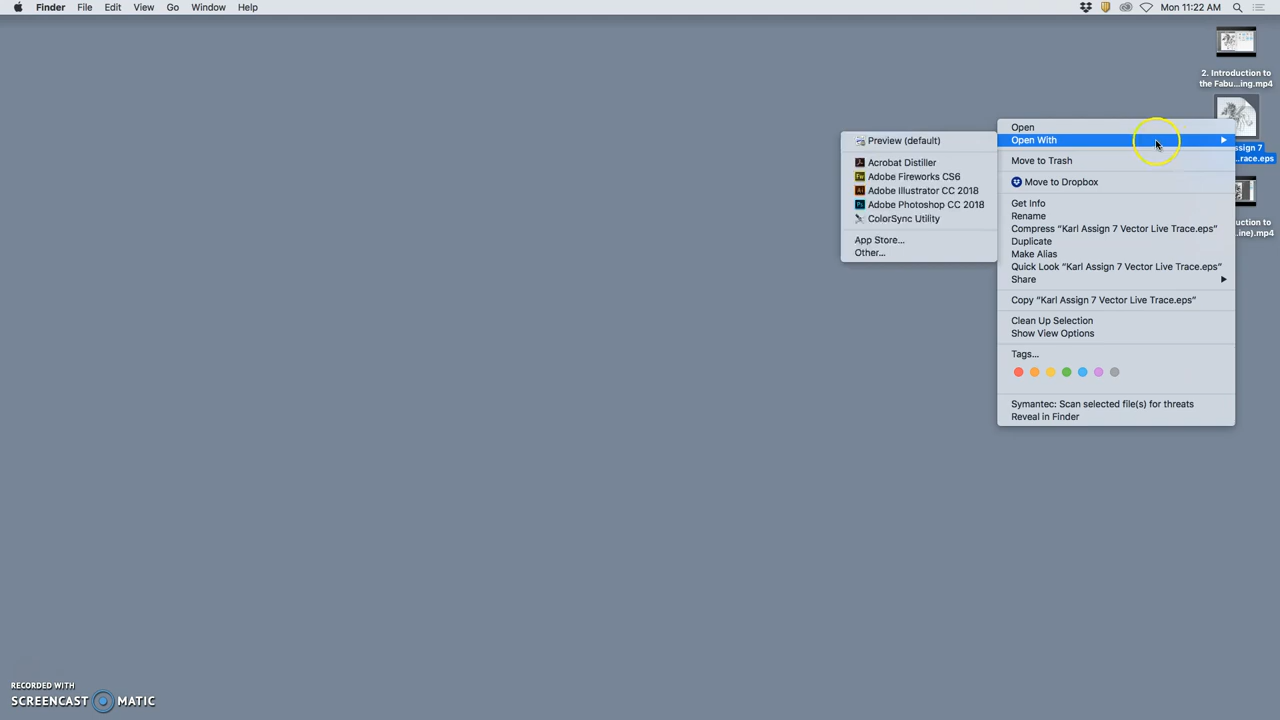 Finder File Edit View Go Window Help Mon 11:22 AM
2. Introduction to
the Fabu...ing.mp4
ssign 7
...race.eps
uction to
ine).mp4
Open
Open With
Move to Trash
Move to Dropbox
Get Info
Rename
Compress “Karl Assign 7 Vector Live Trace.eps”
Duplicate
Make Alias
Quick Look “Karl Assign 7 Vector Live Trace.eps”
Share
Copy “Karl Assign 7 Vector Live Trace.eps”
Clean Up Selection
Show View Options
Tags...
Symantec: Scan selected file(s) for threats
Reveal in Finder
Preview (default)
Acrobat Distiller
Adobe Fireworks CS6
Adobe Illustrator CC 2018
Adobe Photoshop CC 2018
ColorSync Utility
App Store...
Other...
RECORDED WITH
SCREENCAST MATIC